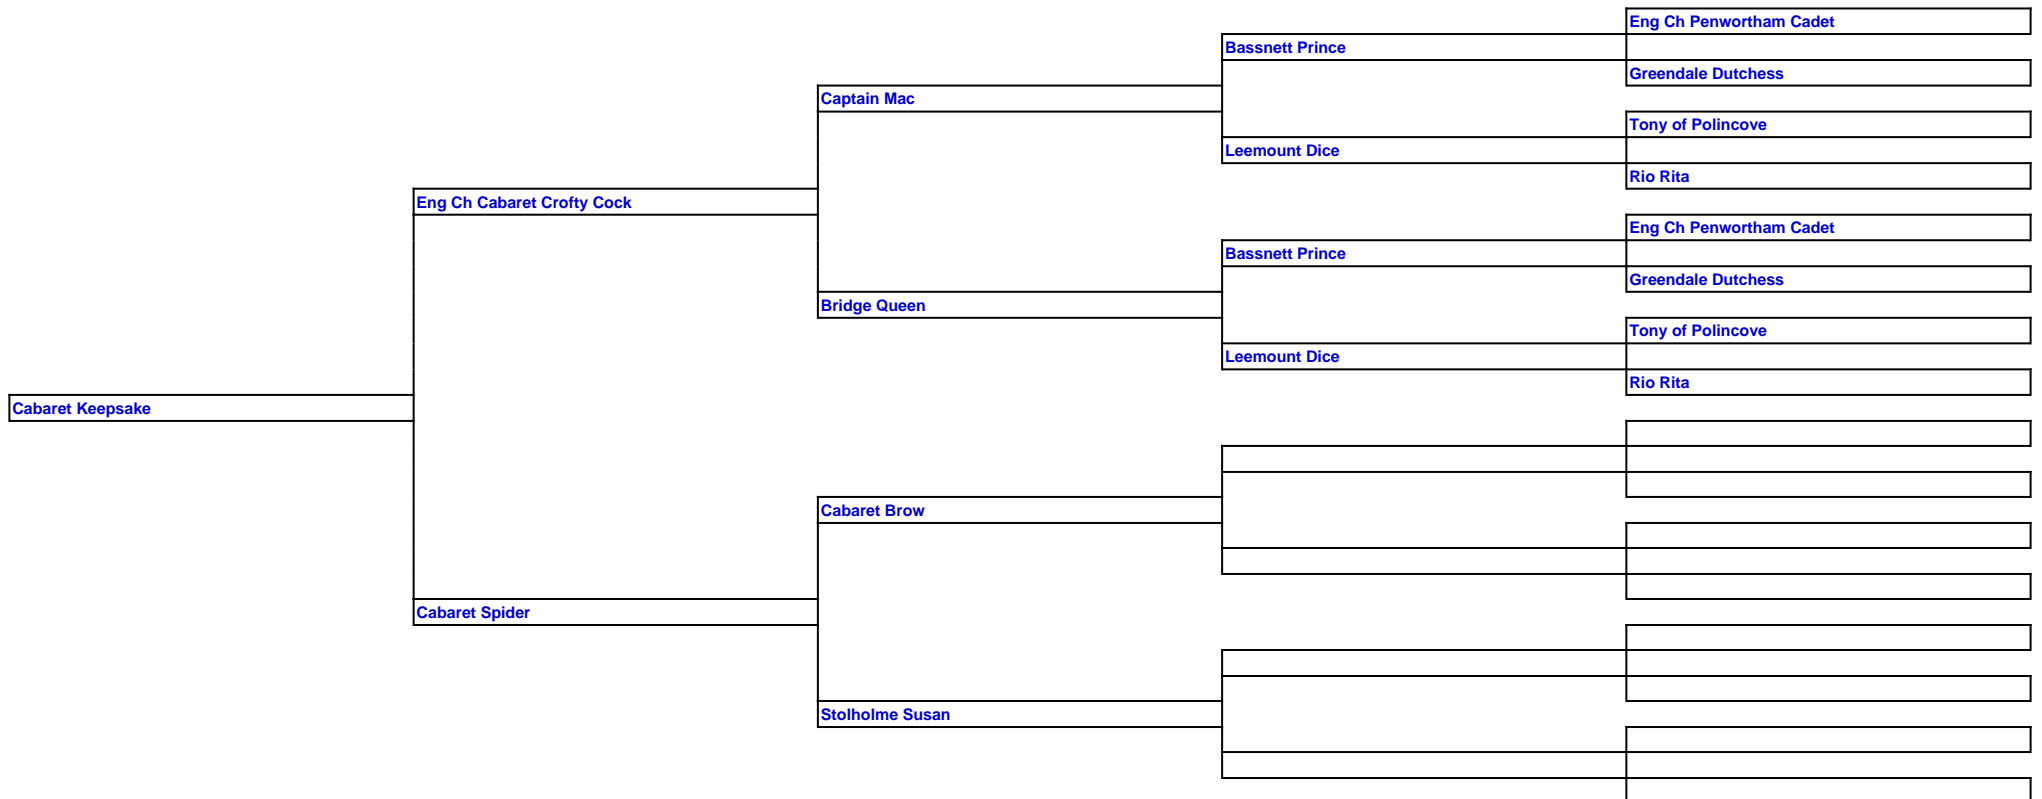 Eng Ch Penwortham Cadet
Bassnett Prince
Greendale Dutchess
Captain Mac
Tony of Polincove
Leemount Dice
Rio Rita
Eng Ch Cabaret Crofty Cock
Eng Ch Penwortham Cadet
Bassnett Prince
Greendale Dutchess
Bridge Queen
Tony of Polincove
Leemount Dice
Rio Rita
Cabaret Keepsake
Cabaret Brow
Cabaret Spider
Stolholme Susan